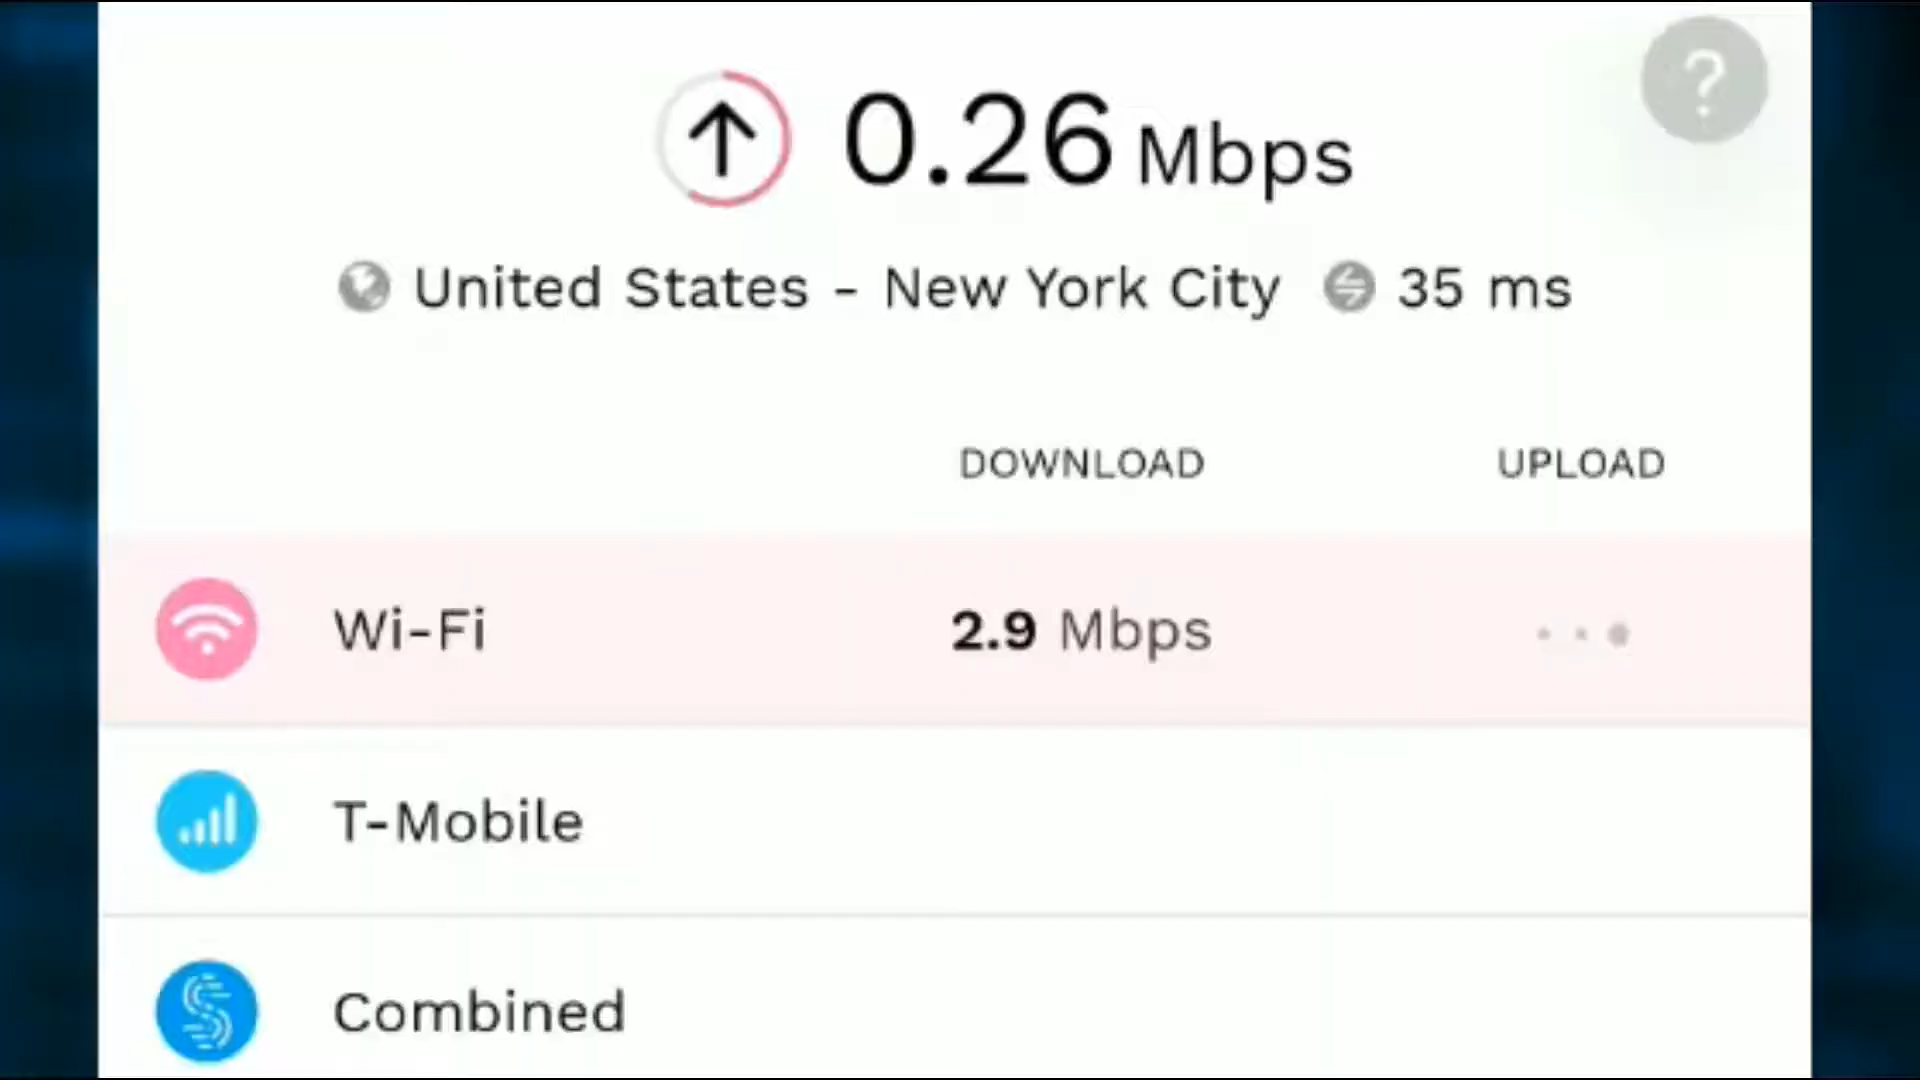 0.26 Mbps
?
United States - New York City 35 ms
DOWNLOAD UPLOAD
Wi-Fi 2.9 Mbps
T-Mobile
Combined